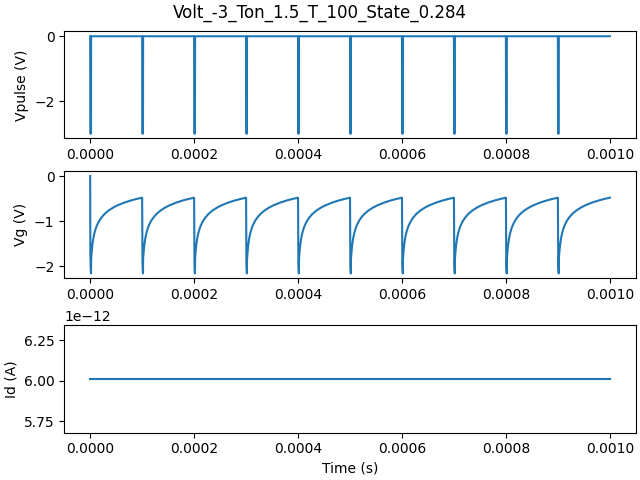 Volt_-3_Ton_1.5_T_100_State_0.284
Vpulse (V)
0
−2
0.0000 0.0002 0.0004 0.0006 0.0008 0.0010
Vg (V)
0
−1
−2
0.0000 0.0002 0.0004 0.0006 0.0008 0.0010
1e−12
Id (A)
6.25
6.00
5.75
0.0000 0.0002 0.0004 0.0006 0.0008 0.0010
Time (s)